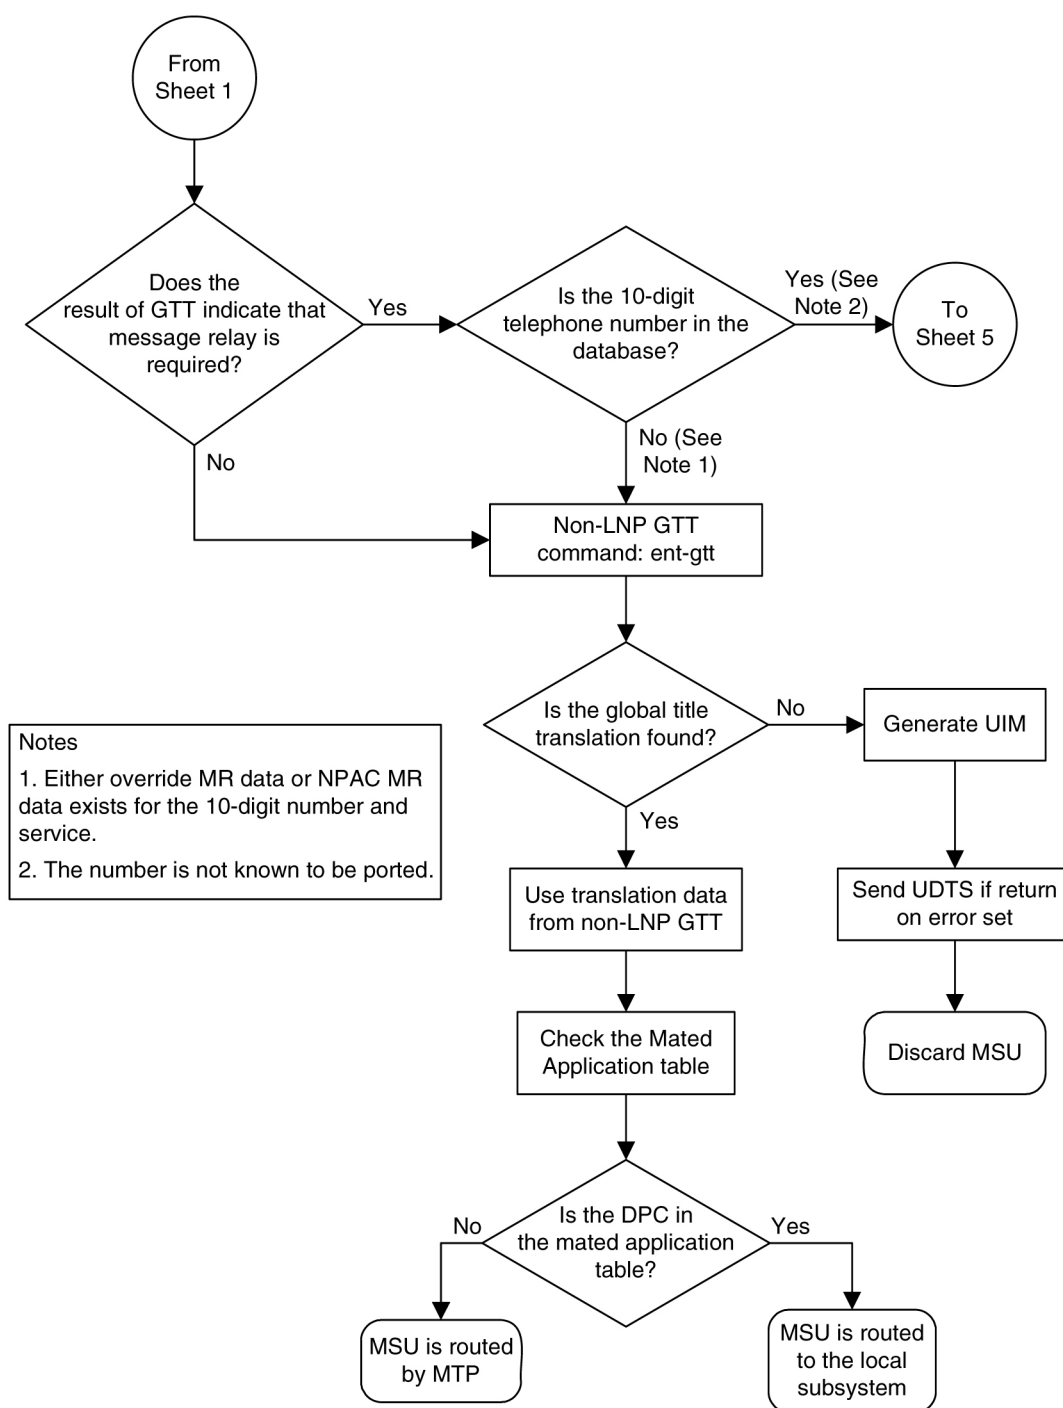 From
Sheet 1
Does the
result of GTT indicate that
message relay is
required?
Yes
No
Is the 10-digit
telephone number in the
database?
Yes (See
Note 2)
To
Sheet 5
No (See
Note 1)
Non-LNP GTT
command: ent-gtt
Is the global title
translation found?
No
Generate UIM
Yes
Send UDTS if return
on error set
Discard MSU
Notes
1. Either override MR data or NPAC MR
data exists for the 10-digit number and
service.
2. The number is not known to be ported.
Use translation data
from non-LNP GTT
Check the Mated
Application table
Is the DPC in
the mated application
table?
No
Yes
MSU is routed
by MTP
MSU is routed
to the local
subsystem